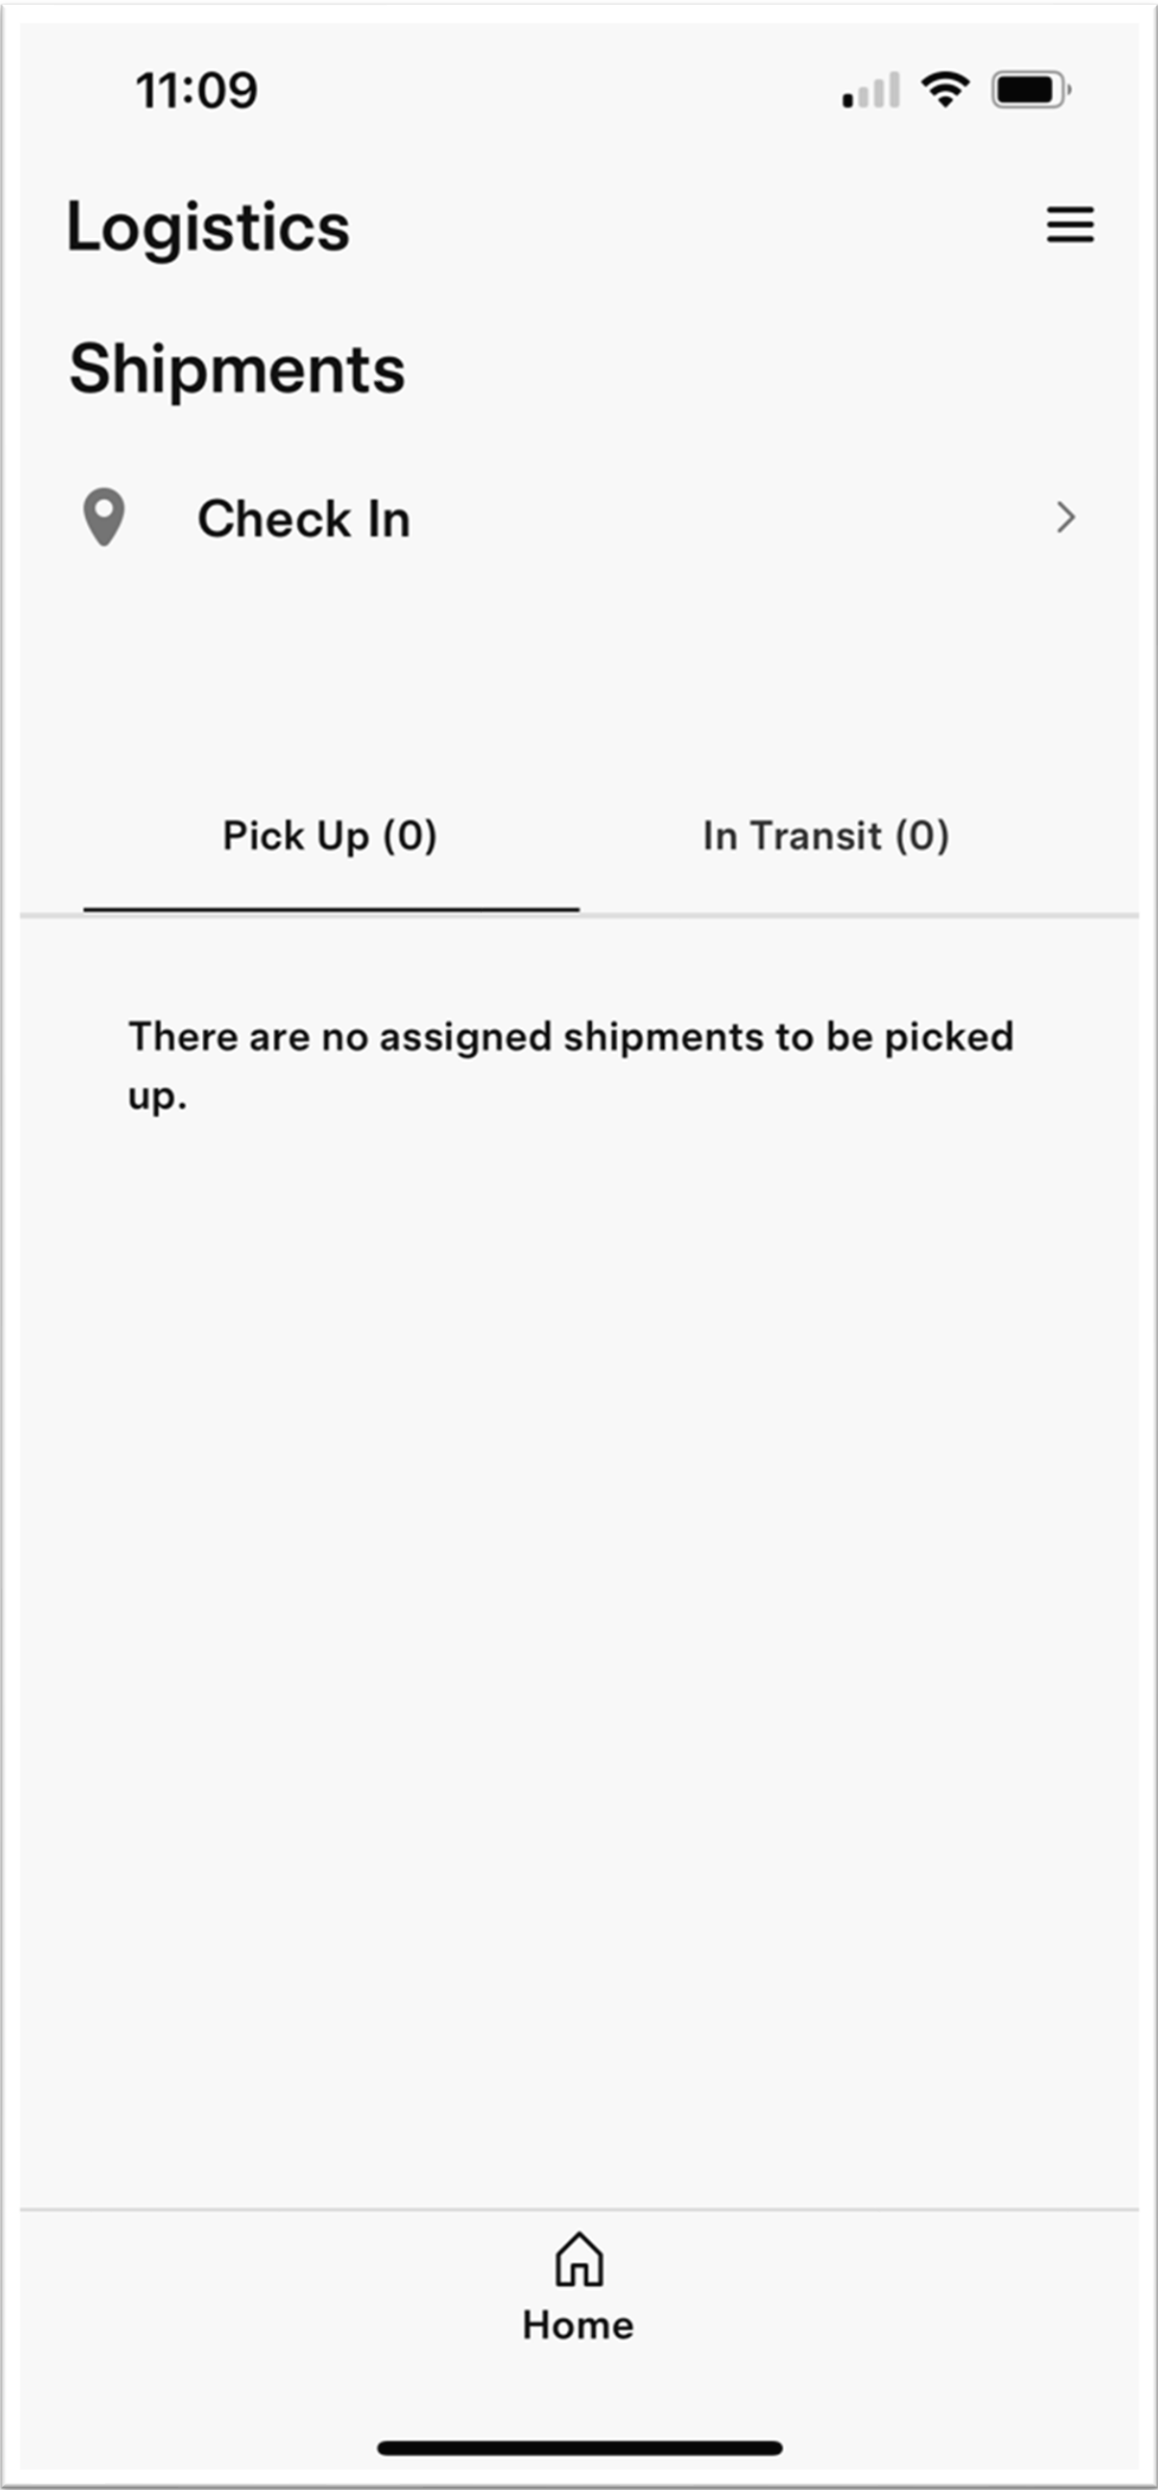 11:09
Logistics
Shipments
Check In
Pick Up (0)
In Transit (0)
There are no assigned shipments to be picked
up.
Home